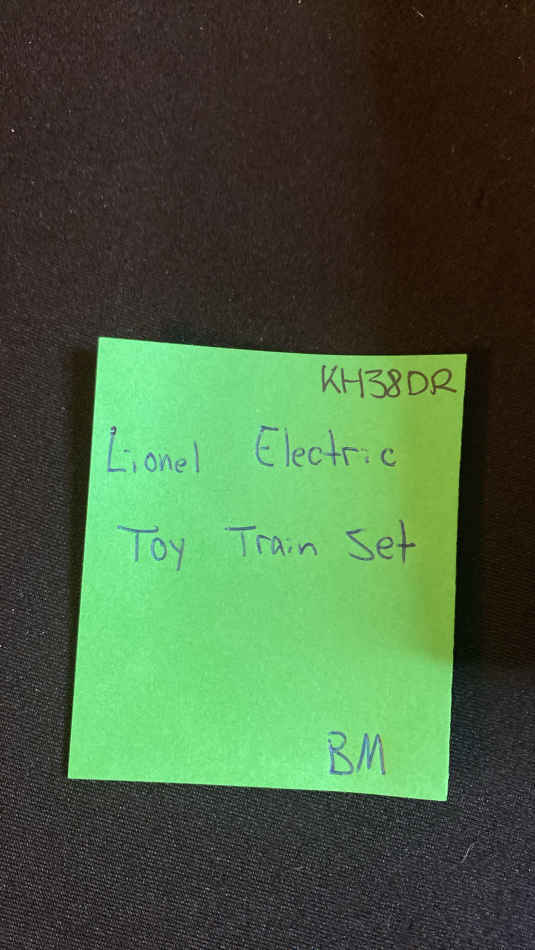 KH38DR
Lionel Electric
Toy Train Set
BM